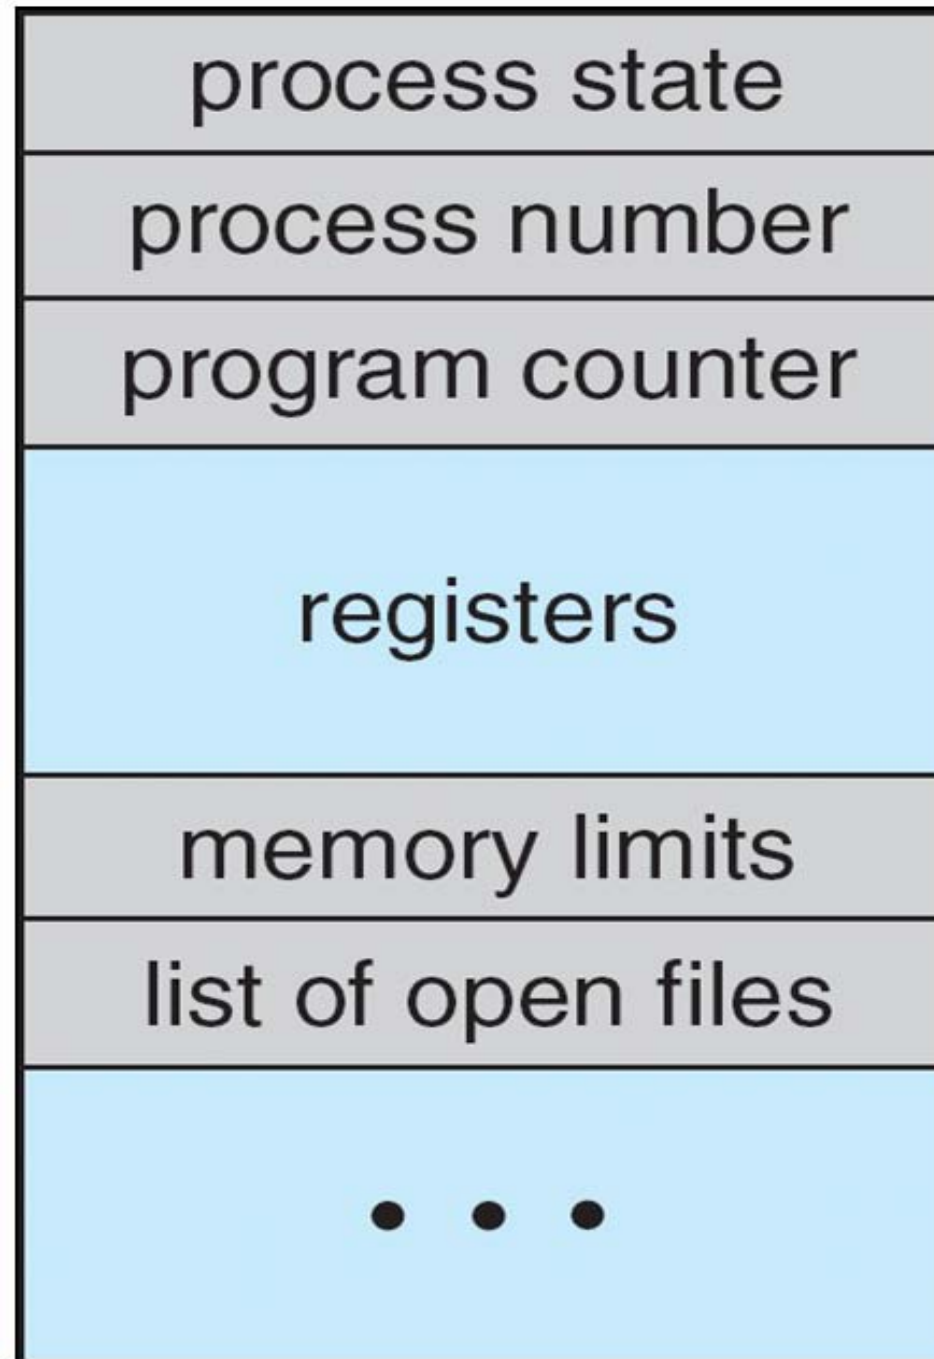 process state
process number
program counter
registers
memory limits
list of open files
• • •